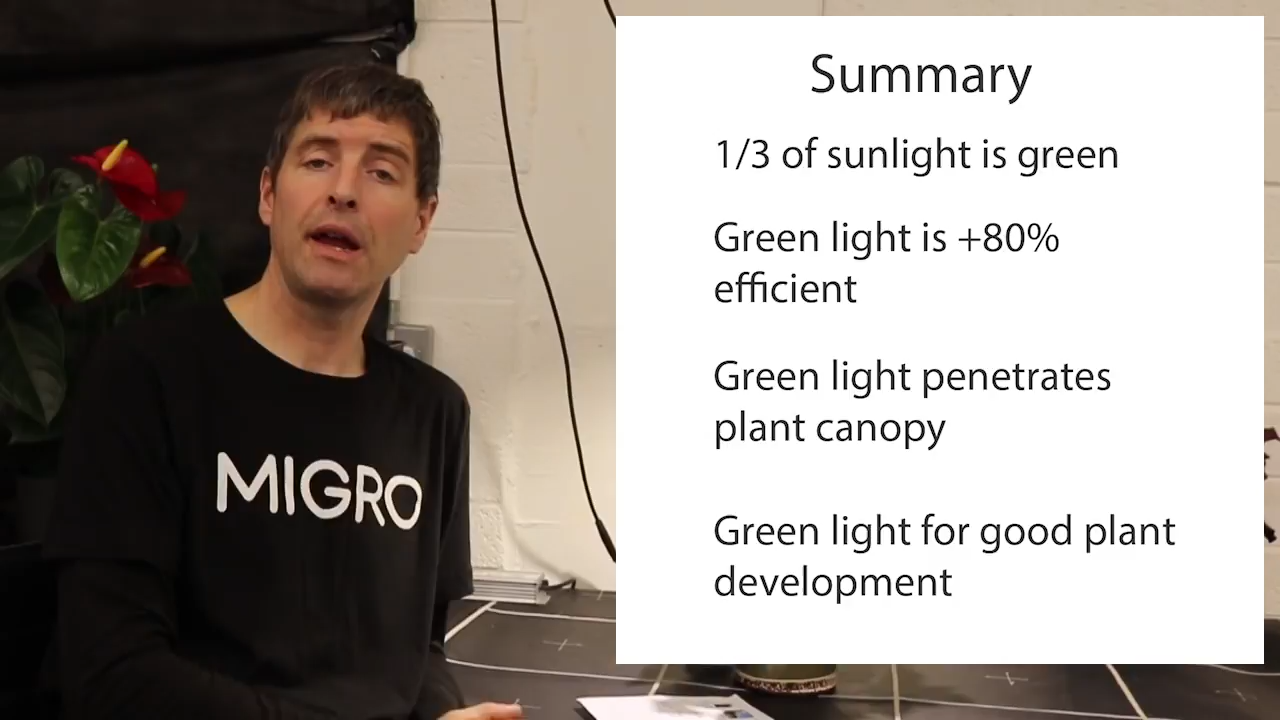 Summary
1/3 of sunlight is green
Green light is +80%
efficient
Green light penetrates
plant canopy
Green light for good plant
development
MIGRO